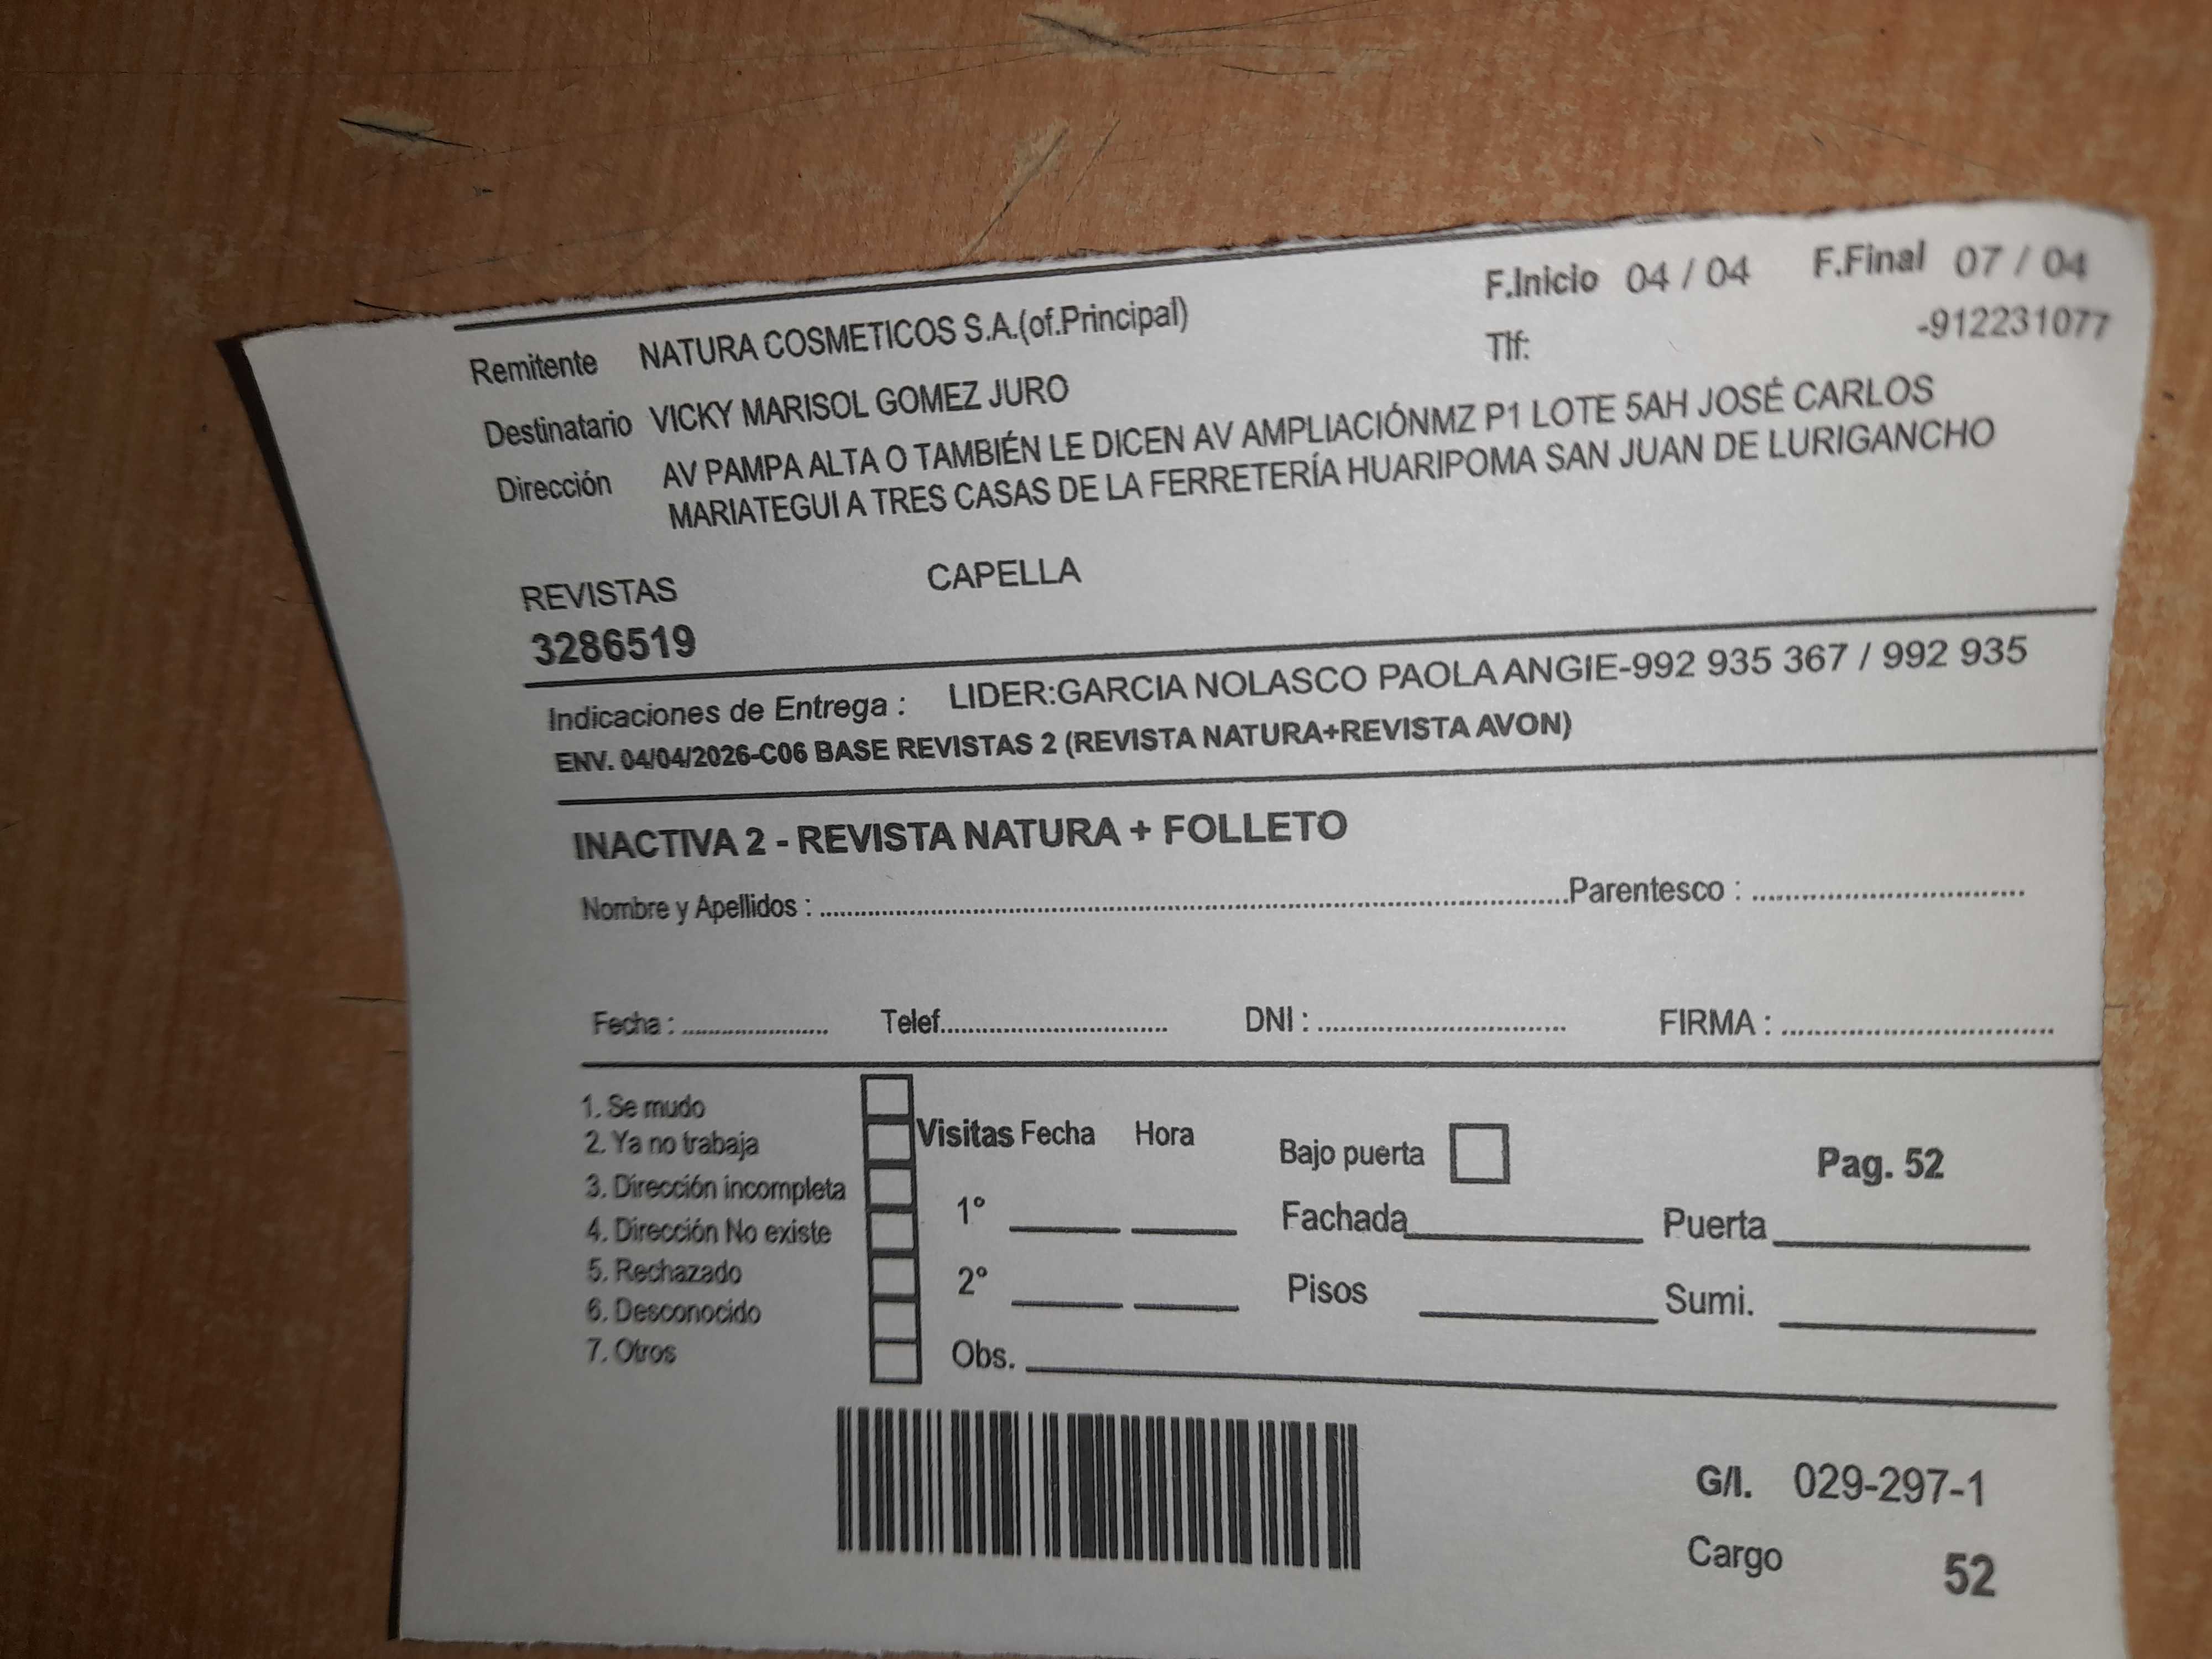 F.Inicio 04 / 04 F.Final 07 / 04
Remitente NATURA COSMETICOS S.A.(of.Principal) Tlf: -912231077
Destinatario VICKY MARISOL GOMEZ JURO
Dirección AV PAMPA ALTA O TAMBIÉN LE DICEN AV AMPLIACIÓNMZ P1 LOTE 5AH JOSÉ CARLOS
MARIATEGUI A TRES CASAS DE LA FERRETERÍA HUARIPOMA SAN JUAN DE LURIGANCHO
REVISTAS CAPELLA
3286519
Indicaciones de Entrega : LIDER:GARCIA NOLASCO PAOLA ANGIE-992 935 367 / 992 935
ENV. 04/04/2026-C06 BASE REVISTAS 2 (REVISTA NATURA+REVISTA AVON)
INACTIVA 2 - REVISTA NATURA + FOLLETO
Nombre y Apellidos : Parentesco :
Fecha : Telef. DNI : FIRMA :
1. Se mudo
2. Ya no trabaja
3. Dirección incompleta
4. Dirección No existe
5. Rechazado
6. Desconocido
7. Otros
Visitas Fecha Hora
1°
2°
Obs.
Bajo puerta
Pag. 52
Fachada Puerta
Pisos Sumi.
G/I. 029-297-1
Cargo 52